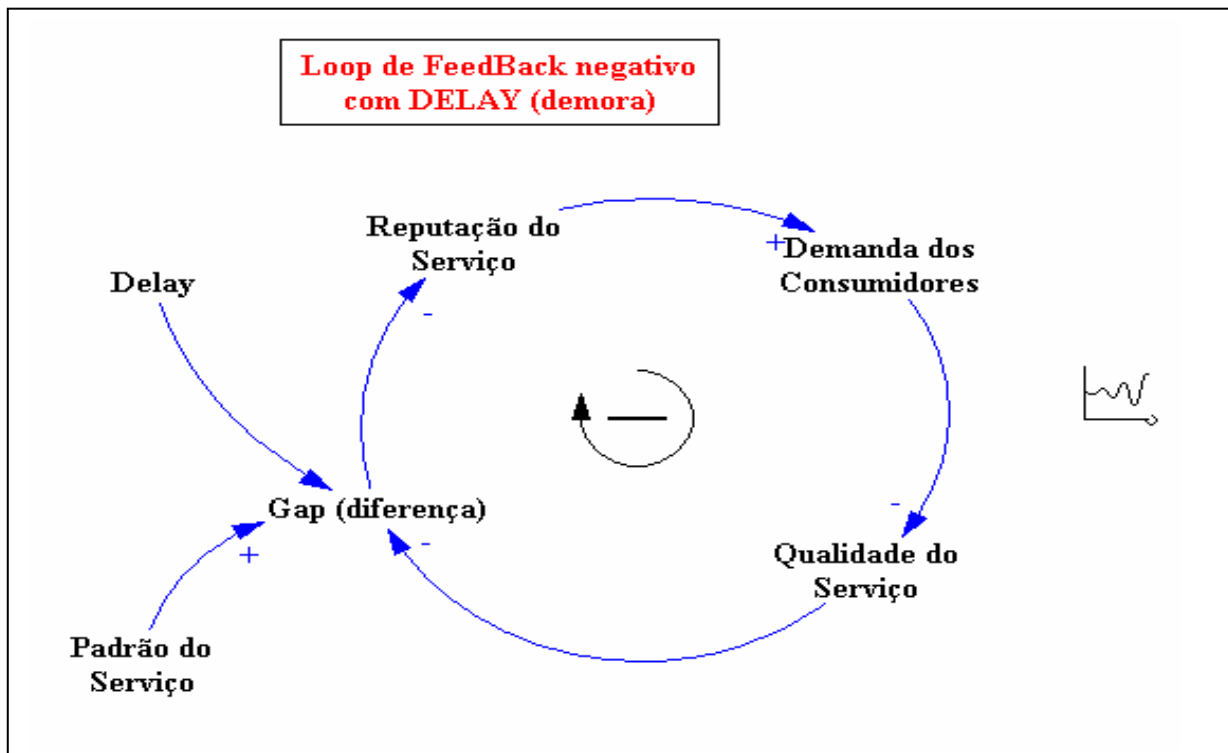 Loop de FeedBack negativo
com DELAY (demora)
Reputação do
Serviço
+
Demanda dos
Consumidores
Delay
-
-
Gap (diferença)
-
+
Qualidade do
Serviço
Padrão do
Serviço